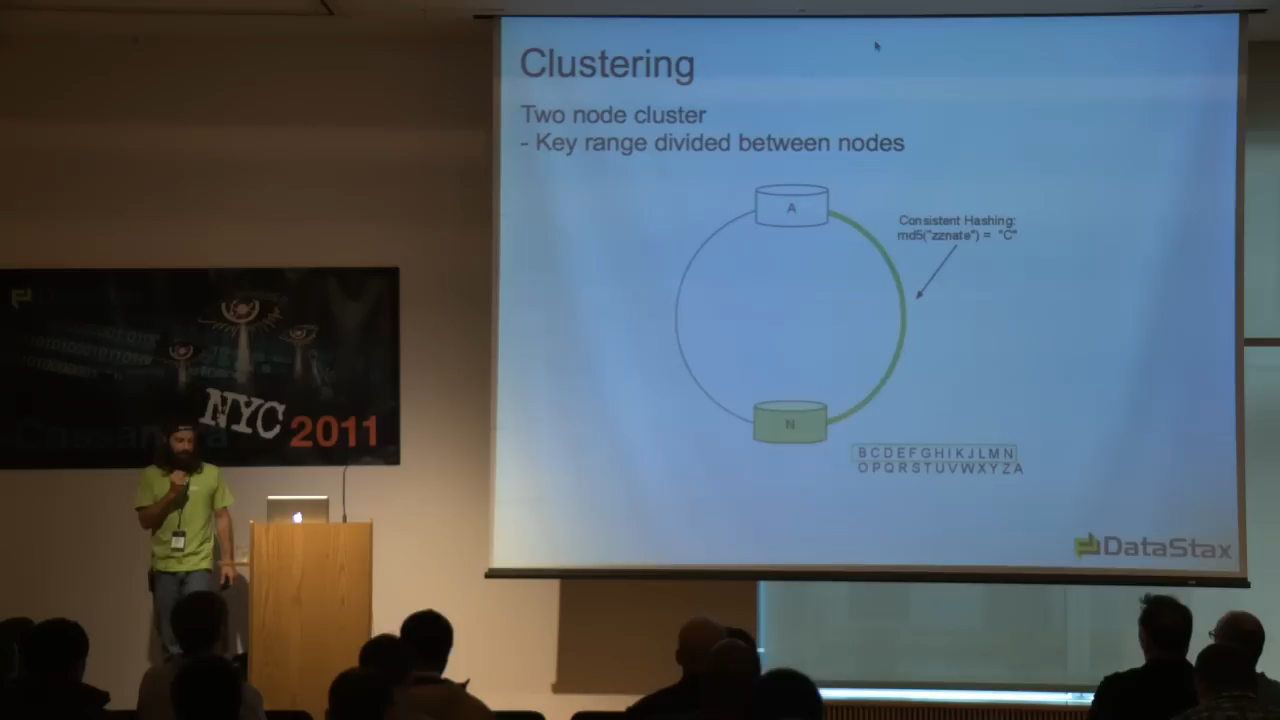 Clustering
Two node cluster
- Key range divided between nodes
A
Consistent Hashing:
md5("zznate") = "C"
N
B C D E F G H I K J L M N
O P Q R S T U V W X Y Z A
DataStax
NYC 2011